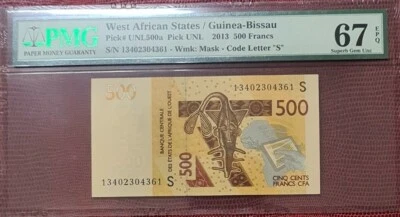 PMG
PAPER MONEY GUARANTY
West African States / Guinea-Bissau
Pick# UNL500a Pick UNL 2013 500 Francs
S/N 13402304361 - Wmk: Mask - Code Letter "S"
67 EPQ
Superb Gem Unc
13402304361 S
500
500
BANQUE CENTRALE
DES ETATS DE L'AFRIQUE DE L'OUEST
500
CINQ CENTS
FRANCS CFA
13402304361 S